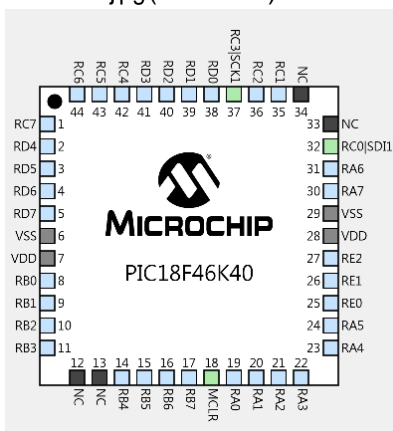 jpg (
RC6
RC5
RC4
RD3
RD2
RD1
RD0
RC3|SCK1
RC2
RC1
NC
44 43 42 41 40 39 38 37 36 35 34
RC7 1
RD4 2
RD5 3
RD6 4
RD7 5
VSS 6
VDD 7
RB0 8
RB1 9
RB2 10
RB3 11
33 NC
32 RC0|SDI1
31 RA6
30 RA7
29 VSS
28 VDD
27 RE2
26 RE1
25 RE0
24 RA5
23 RA4
MICROCHIP
PIC18F46K40
12 13 14 15 16 17 18 19 20 21 22
NC
NC
RB4
RB5
RB6
RB7
MCLR
RA0
RA1
RA2
RA3